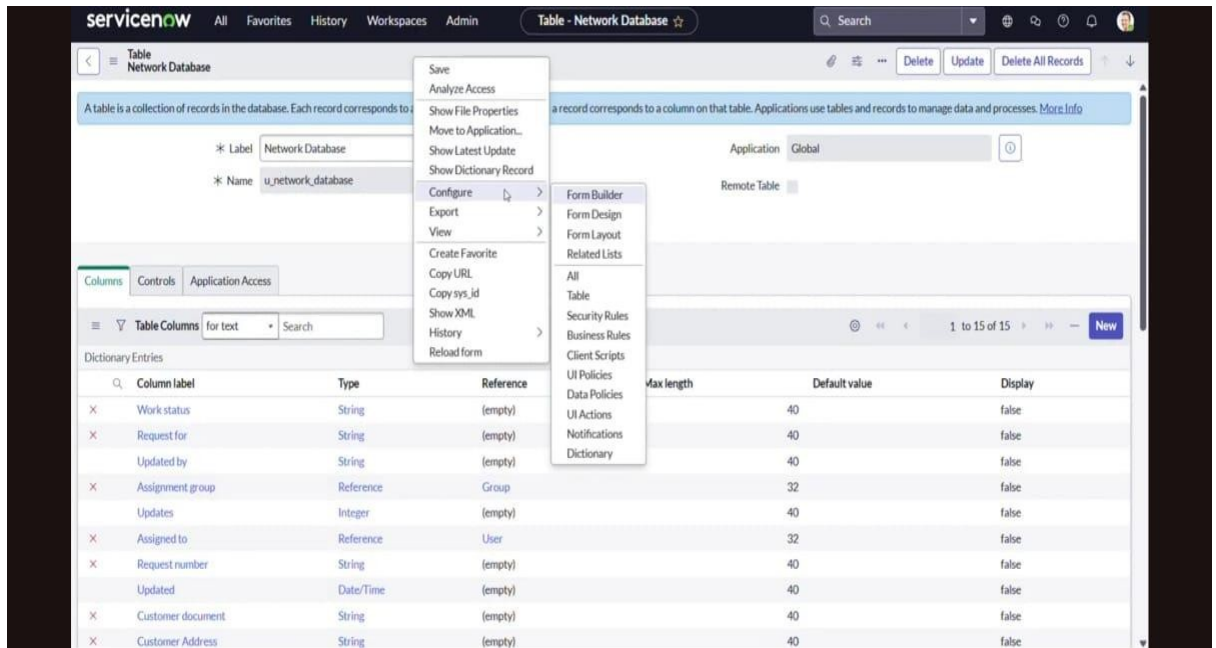 servicenow All Favorites History Workspaces Admin Table - Network Database ☆ Search
Table
Network Database
Delete Update Delete All Records
A table is a collection of records in the database. Each record corresponds to a
a record corresponds to a column on that table. Applications use tables and records to manage data and processes. More Info
Label Network Database
Application Global
Name u_network_database
Remote Table
Save
Analyze Access
Show File Properties
Move to Application...
Show Latest Update
Show Dictionary Record
Configure
Export
View
Create Favorite
Copy URL
Copy sys_id
Show XML
History
Reload form
Form Builder
Form Design
Form Layout
Related Lists
All
Table
Security Rules
Business Rules
Client Scripts
UI Policies
Data Policies
UI Actions
Notifications
Dictionary
Columns Controls Application Access
Table Columns for text Search 1 to 15 of 15 New
Dictionary Entries
Column label Type Reference Max length Default value Display
Work status String (empty) 40 false
Request for String (empty) 40 false
Updated by String (empty) 40 false
Assignment group Reference Group 32 false
Updates Integer (empty) 40 false
Assigned to Reference User 32 false
Request number String (empty) 40 false
Updated Date/Time (empty) 40 false
Customer document String (empty) 40 false
Customer Address String (empty) 40 false